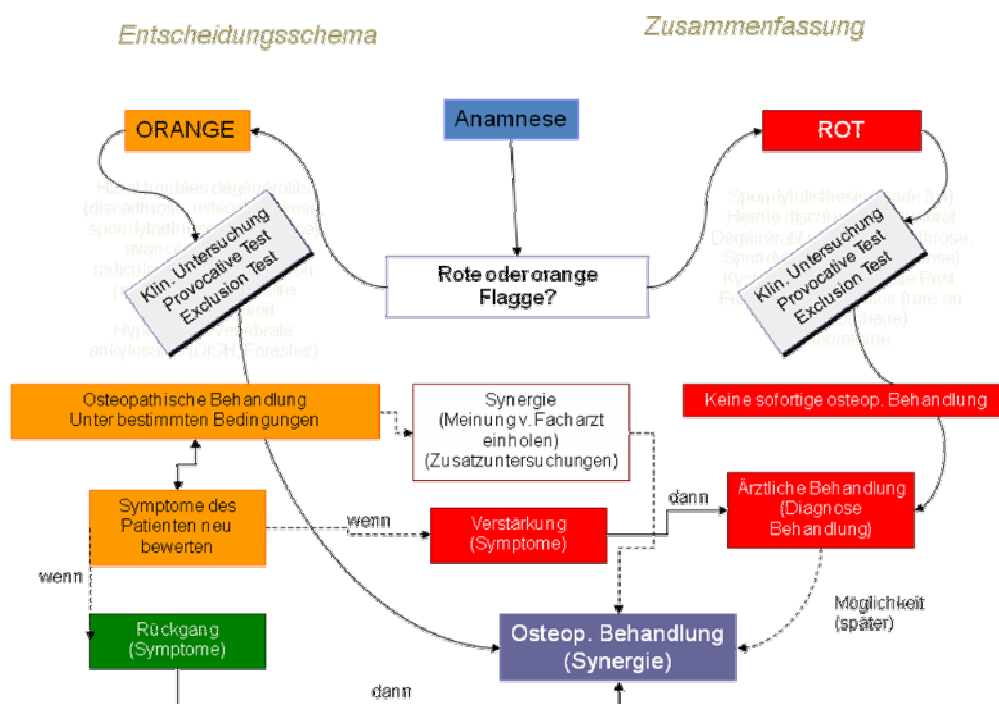 Entscheidungsschema
Zusammenfassung
ORANGE
Anamnese
ROT
Klin. Untersuchung
Provocative Test
Exclusion Test
Rote oder orange
Flagge?
Klin. Untersuchung
Provocative Test
Exclusion Test
ankylosante (DISH, Forestier)
Osteopathische Behandlung
Unter bestimmten Bedingungen
Synergie
(Meinung v. Facharzt
einholen)
(Zusatzuntersuchungen)
Keine sofortige osteop. Behandlung
Symptome des
Patienten neu
bewerten
wenn
Verstärkung
(Symptome)
dann
Ärztliche Behandlung
(Diagnose
Behandlung)
wenn
Rückgang
(Symptome)
Osteop. Behandlung
(Synergie)
Möglichkeit
(später)
dann